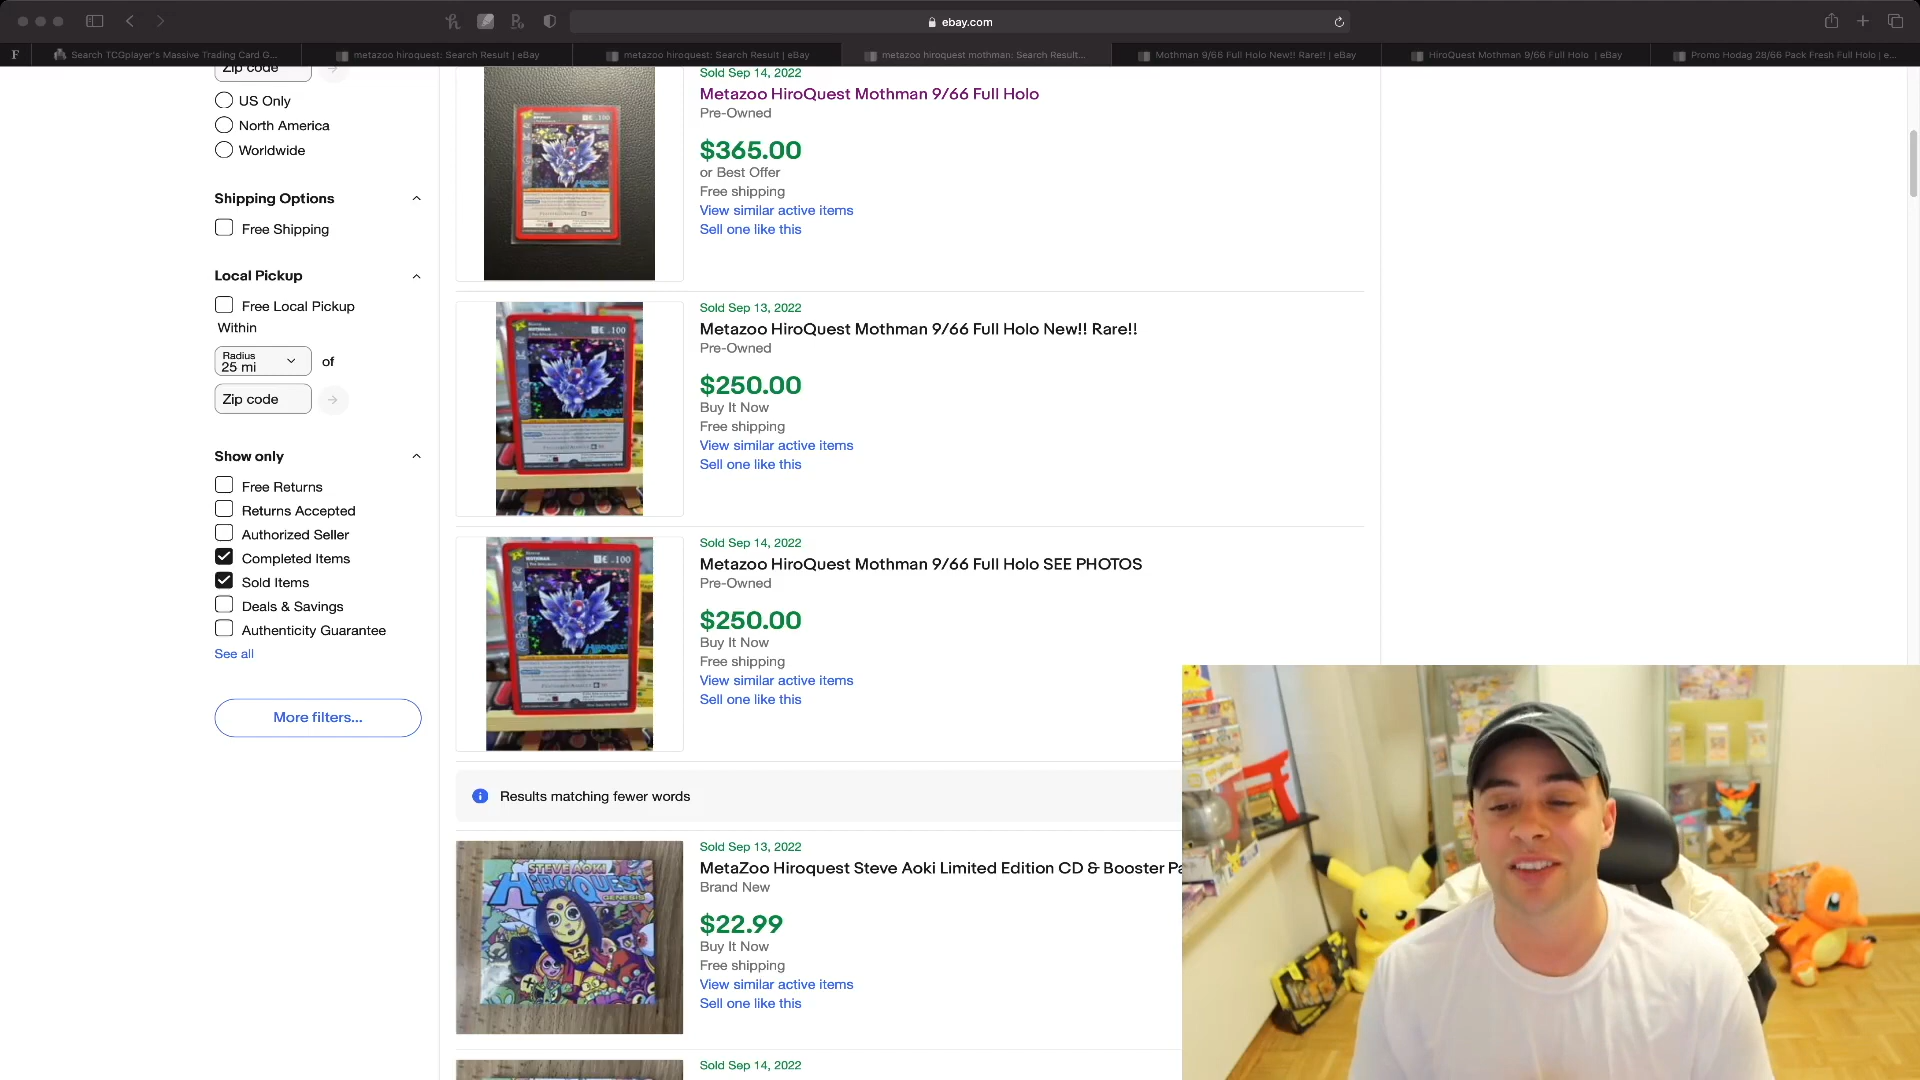 ebay.com
F
Search TCGplayer's Massive Trading Card G...
metazoo hiroquest: Search Result | eBay
metazoo hiroquest: Search Result | eBay
metazoo hiroquest mothman: Search Result...
Mothman 9/66 Full Holo New!! Rare!! | eBay
HiroQuest Mothman 9/66 Full Holo | eBay
Promo Hodag 28/66 Pack Fresh Full Holo | e...
Zip code
US Only
North America
Worldwide
Shipping Options
Free Shipping
Local Pickup
Free Local Pickup
Within
Radius
25 mi
of
Zip code
Show only
Free Returns
Returns Accepted
Authorized Seller
Completed Items
Sold Items
Deals & Savings
Authenticity Guarantee
See all
More filters...
Sold Sep 14, 2022
Metazoo HiroQuest Mothman 9/66 Full Holo
Pre-Owned
$365.00
or Best Offer
Free shipping
View similar active items
Sell one like this
Sold Sep 13, 2022
Metazoo HiroQuest Mothman 9/66 Full Holo New!! Rare!!
Pre-Owned
$250.00
Buy It Now
Free shipping
View similar active items
Sell one like this
Sold Sep 14, 2022
Metazoo HiroQuest Mothman 9/66 Full Holo SEE PHOTOS
Pre-Owned
$250.00
Buy It Now
Free shipping
View similar active items
Sell one like this
Results matching fewer words
STEVE AOKI
HIROQUEST
GENESIS
Sold Sep 13, 2022
MetaZoo Hiroquest Steve Aoki Limited Edition CD & Booster Pa
Brand New
$22.99
Buy It Now
Free shipping
View similar active items
Sell one like this
Sold Sep 14, 2022